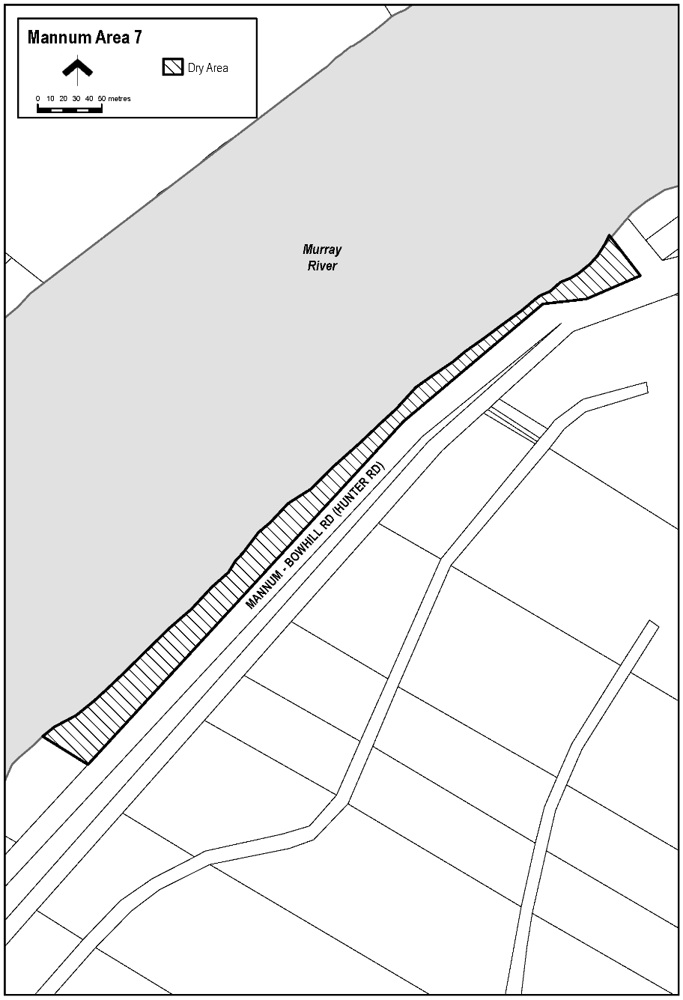 Mannum Area 7
Dry Area
0 10 20 30 40 50 metres
Murray
River
MANNUM - BOWHILL RD (HUNTER RD)